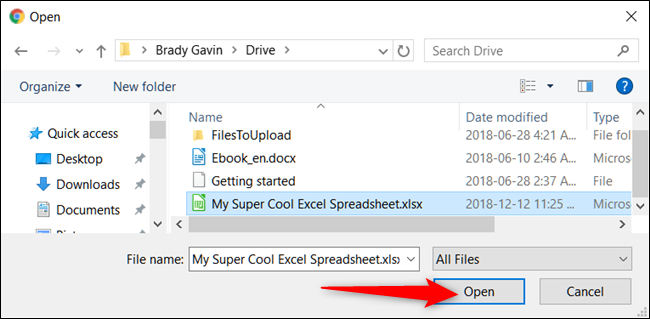 Open
Brady Gavin > Drive >
Search Drive
Organize
New folder
Name
Date modified
Type
Quick access
Desktop
Downloads
Documents
FilesToUpload 2018-06-28 4:21 A... File fol
Ebook_en.docx 2018-06-10 2:46 A... Micros
Getting started 2018-06-28 2:37 A... File
My Super Cool Excel Spreadsheet.xlsx 2018-12-12 11:25 ... Micros
File name: My Super Cool Excel Spreadsheet.xlsx All Files
Open Cancel